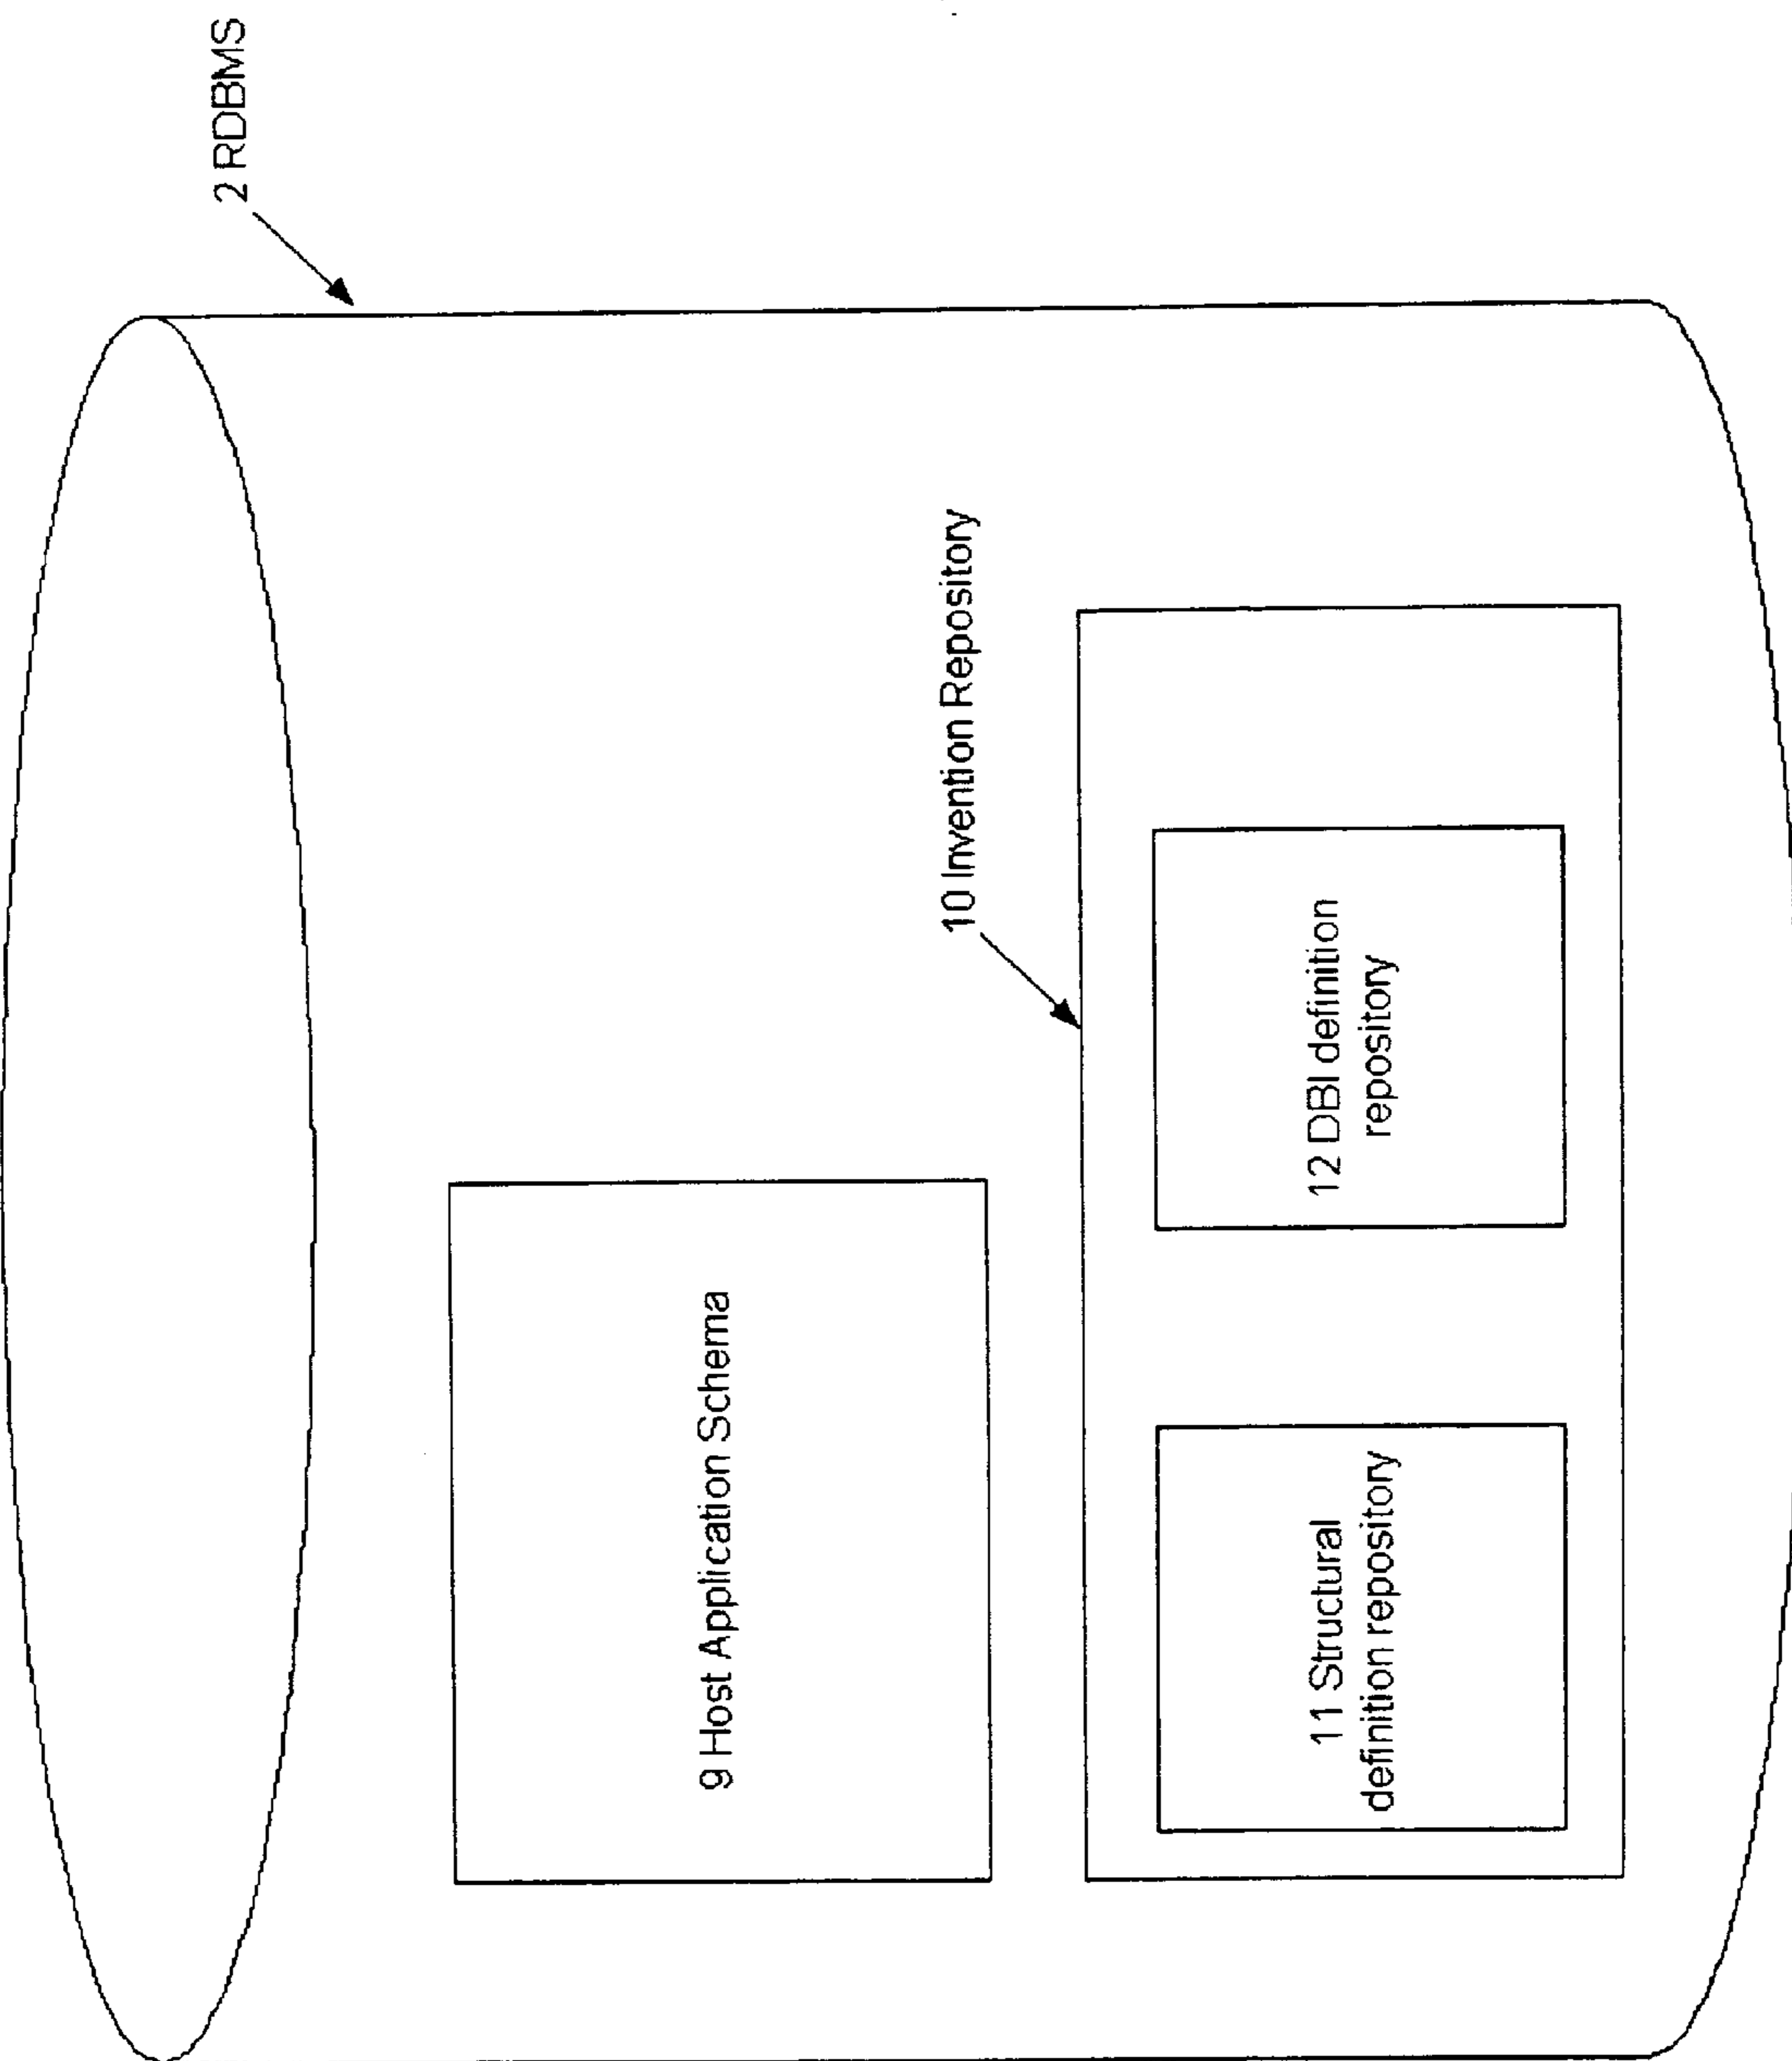 2 RDBMS
9 Host Application Schema
10 Invention Repository
11 Structural
definition repository
12 DBI definition
repository